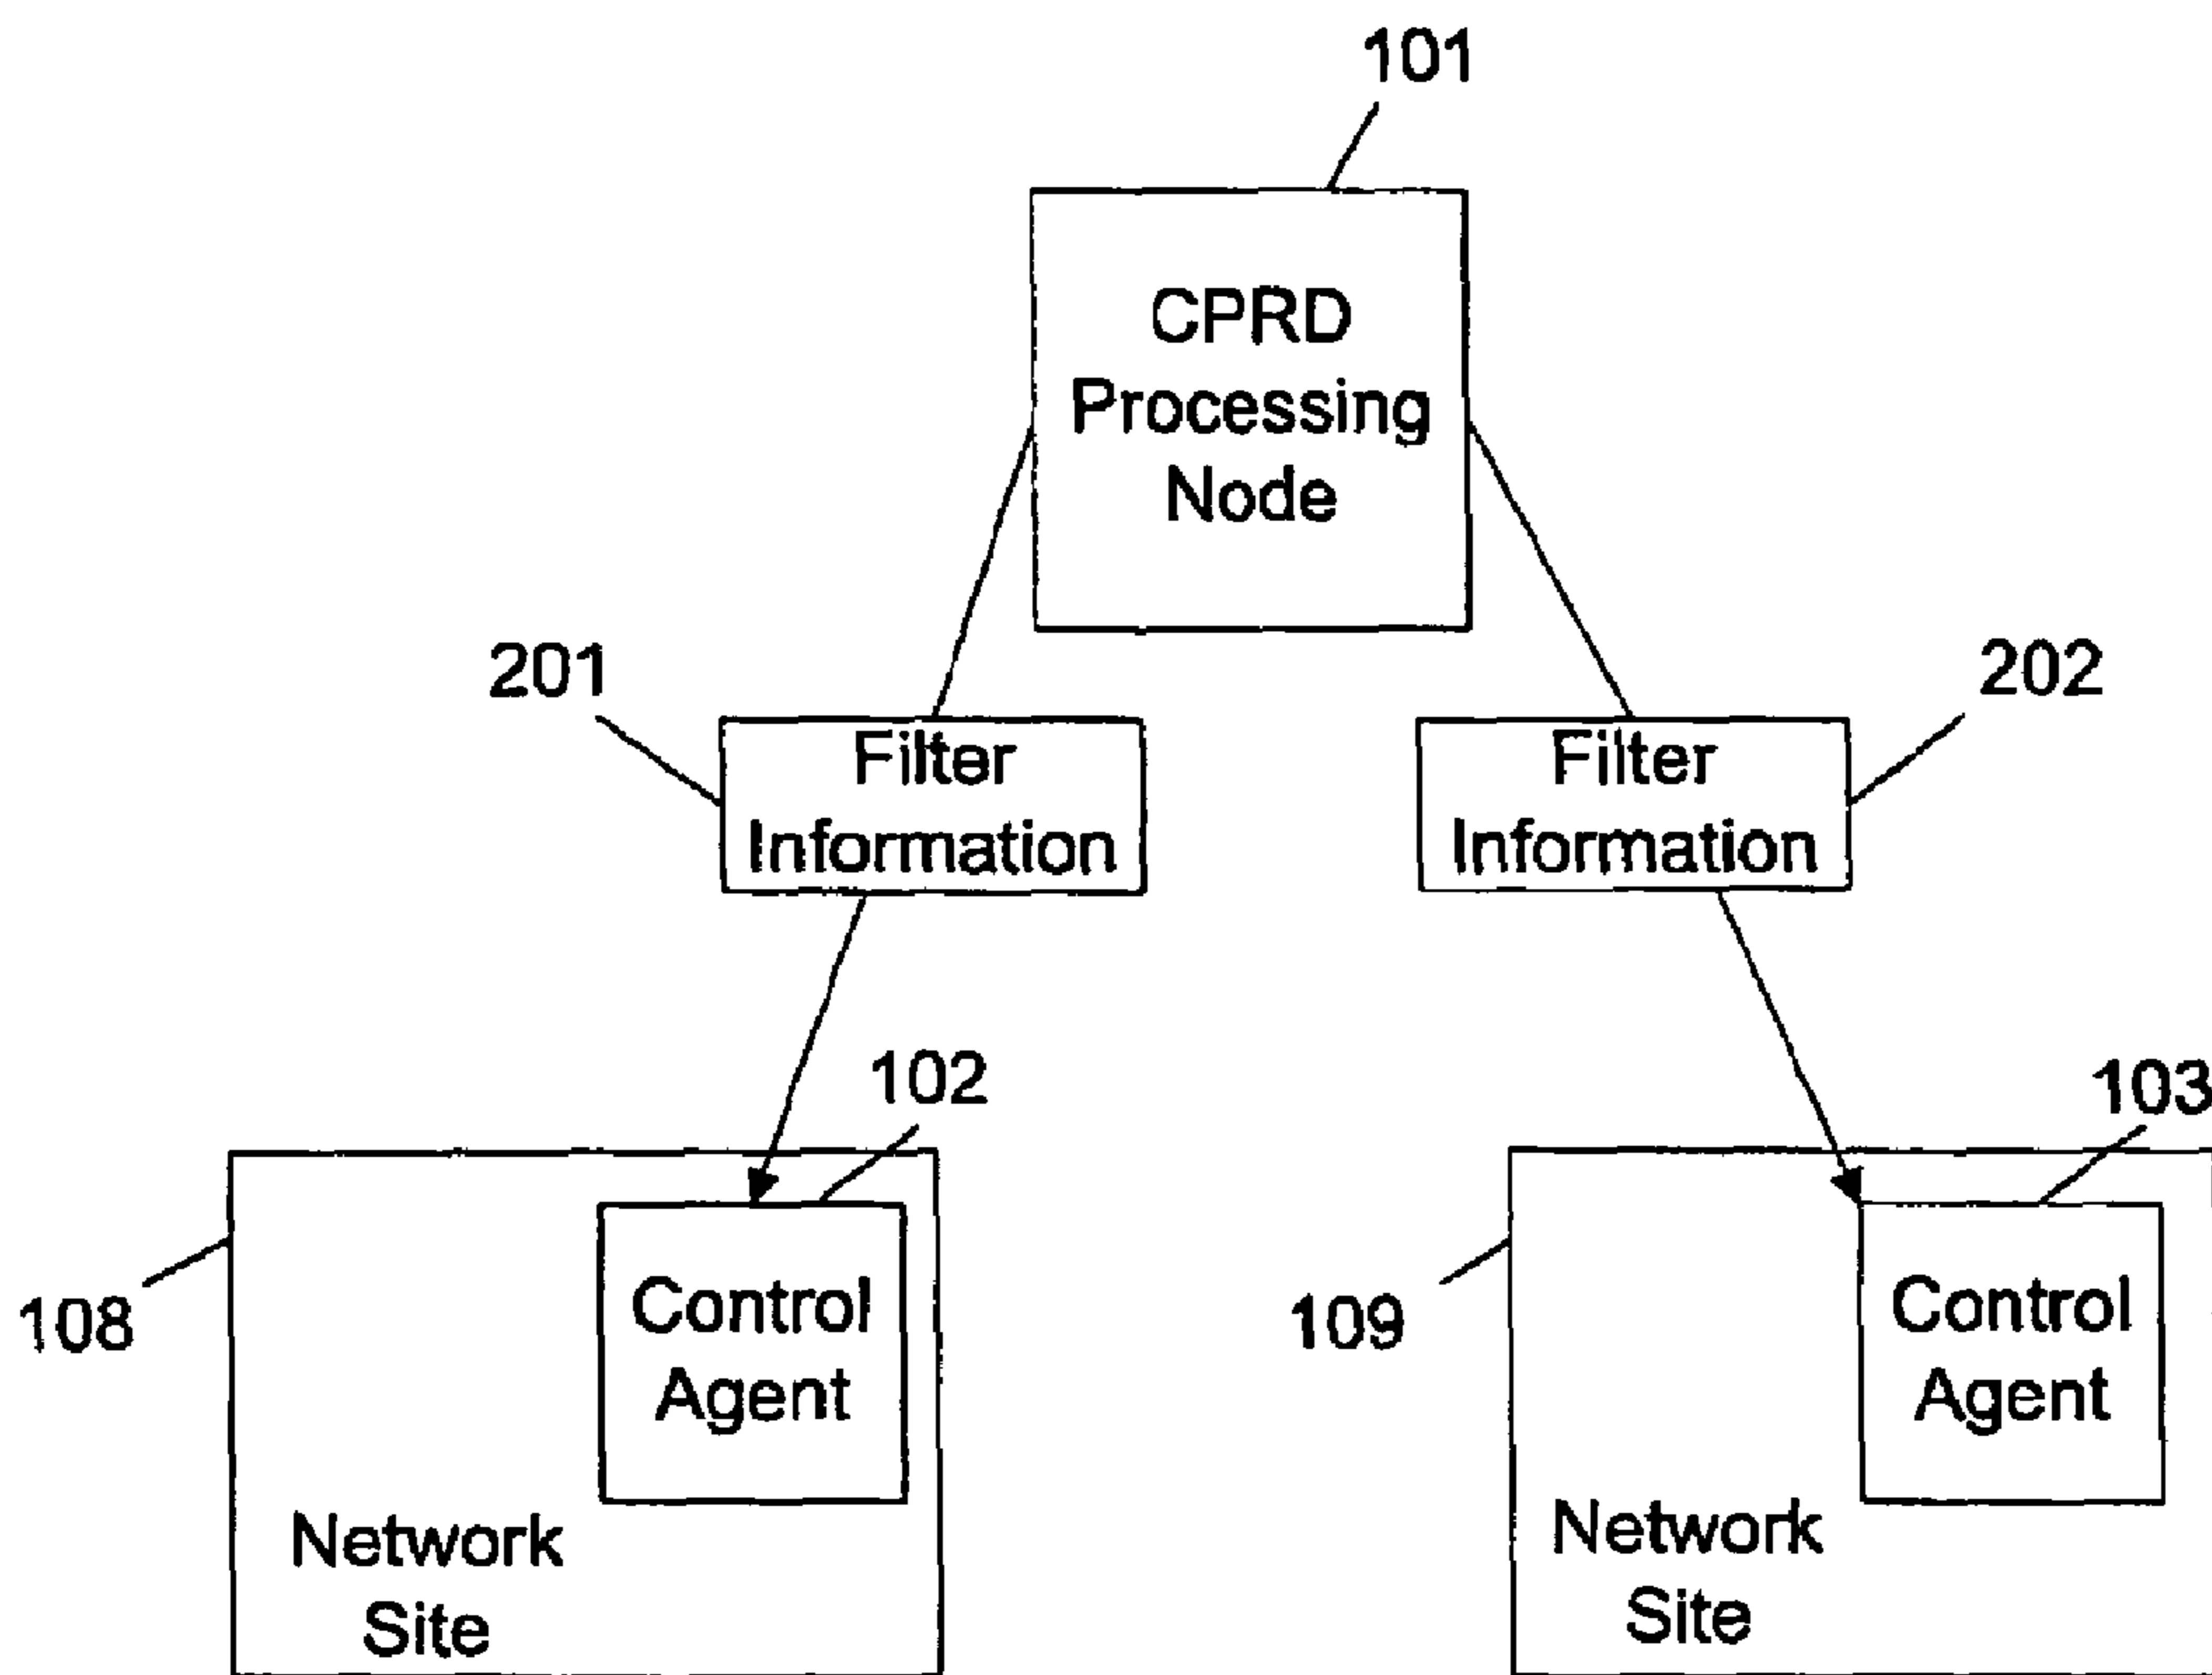 101
CPRD
Processing
Node
201
202
Filter
Information
Filter
Information
102
103
108
109
Control
Agent
Control
Agent
Network
Site
Network
Site